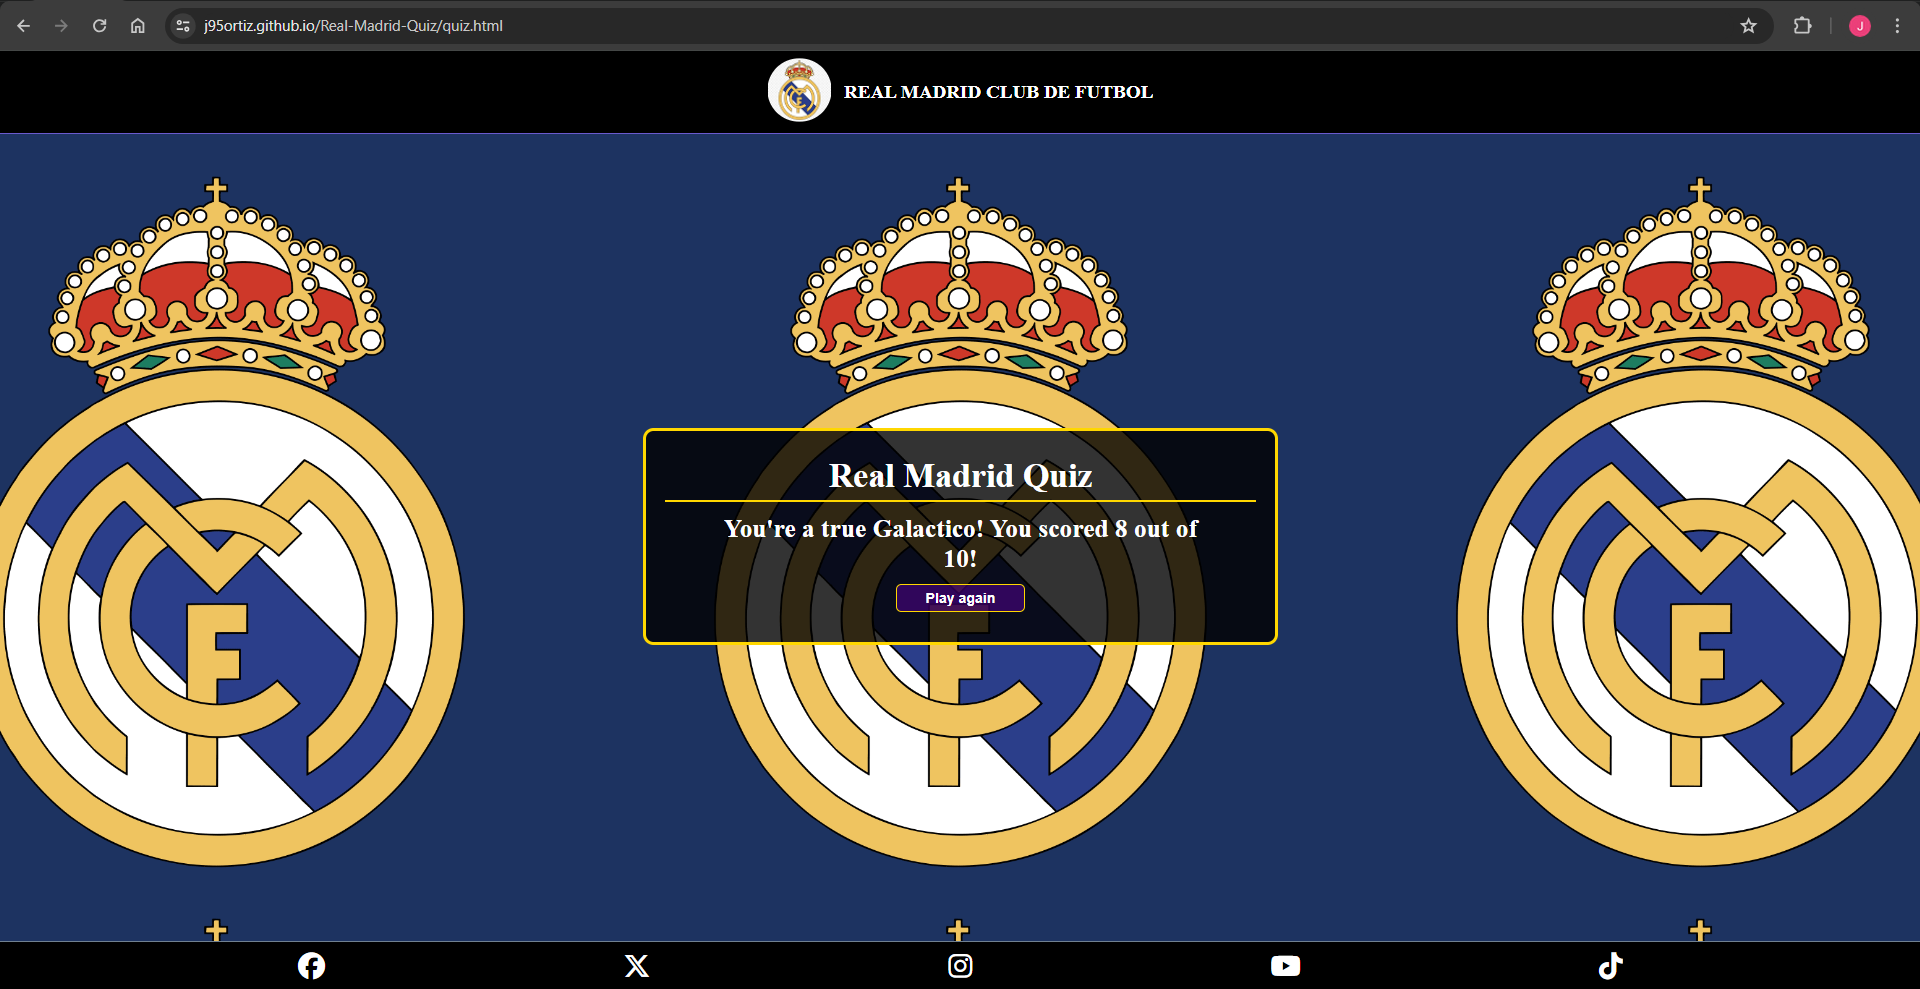 j95ortiz.github.io/Real-Madrid-Quiz/quiz.html
J
REAL MADRID CLUB DE FUTBOL
Real Madrid Quiz
You're a true Galactico! You scored 8 out of
10!
Play again